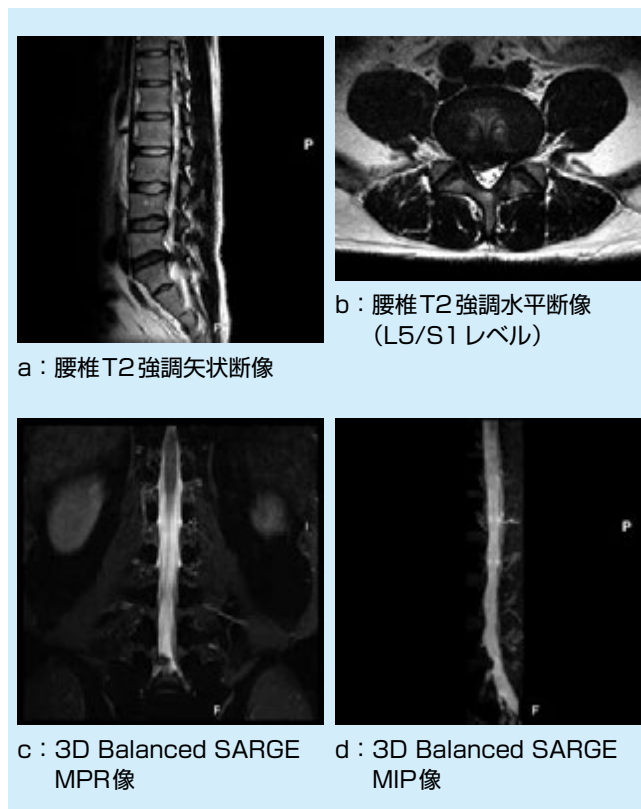 P
F
a：腰椎T2強調矢状断像
b：腰椎T2強調水平断像
（L5/S1レベル）
F
c：3D Balanced SARGE
MPR像
P
F
d：3D Balanced SARGE
MIP像